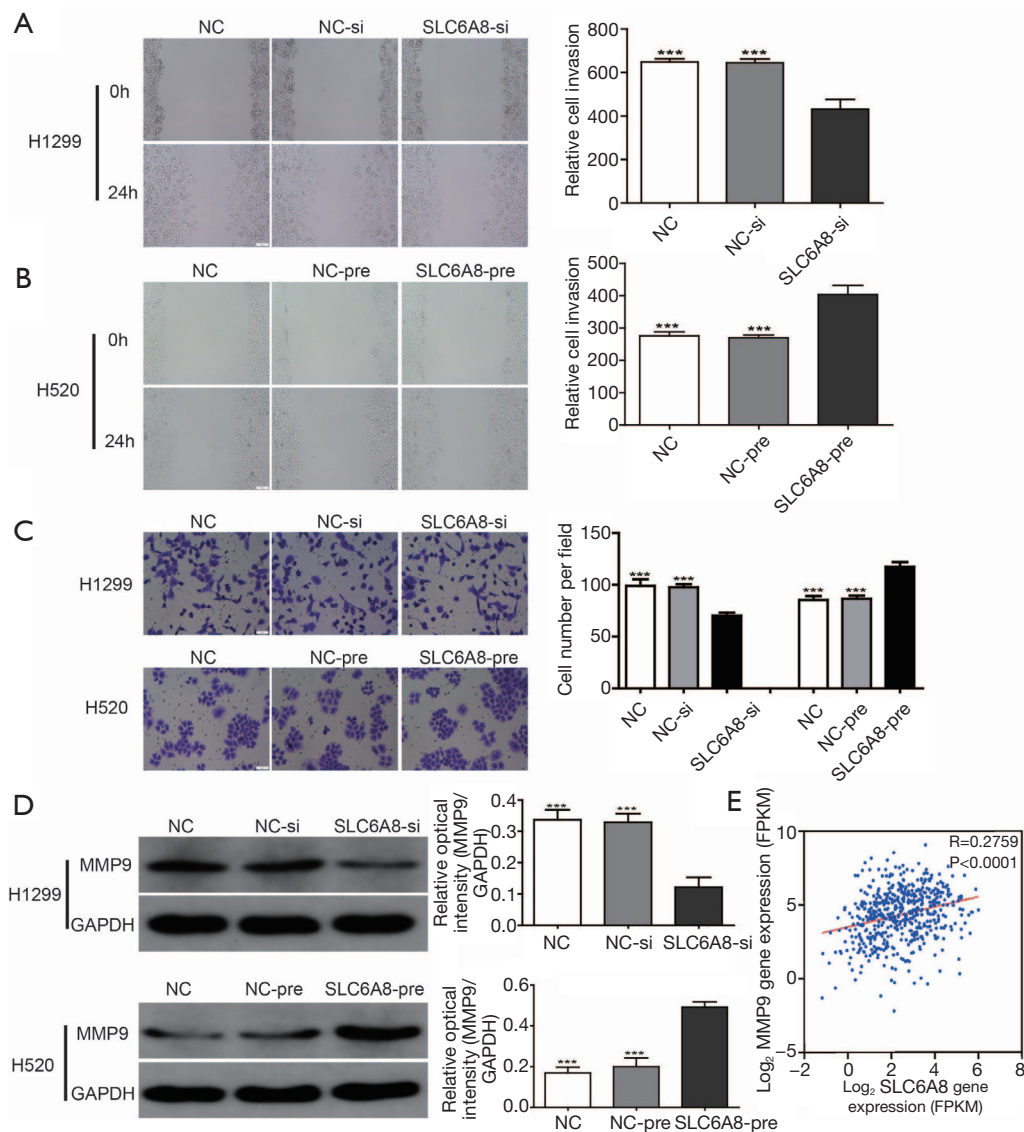 A
NC NC-si SLC6A8-si
0h
H1299
24h
Relative cell invasion
800
600
400
200
0
***
***
NC
NC-si
SLC6A8-si
B
NC NC-pre SLC6A8-pre
0h
H520
24h
Relative cell invasion
500
400
300
200
100
0
***
***
NC
NC-pre
SLC6A8-pre
C
NC NC-si SLC6A8-si
H1299
NC NC-pre SLC6A8-pre
H520
Cell number per field
150
100
50
0
***
***
***
***
NC
NC-si
SLC6A8-si
NC
NC-pre
SLC6A8-pre
D
NC NC-si SLC6A8-si
MMP9
H1299
GAPDH
Relative optical
intensity (MMP9/
GAPDH)
0.4
0.3
0.2
0.1
0.0
***
***
NC NC-si SLC6A8-si
NC NC-pre SLC6A8-pre
MMP9
H520
GAPDH
Relative optical
intensity (MMP9/
GAPDH)
0.6
0.4
0.2
0.0
***
***
NC NC-pre SLC6A8-pre
E
Log2 MMP9 gene expression (FPKM)
10
5
0
−5
R=0.2759
P<0.0001
−2 0 2 4 6 8
Log2 SLC6A8 gene
expression (FPKM)